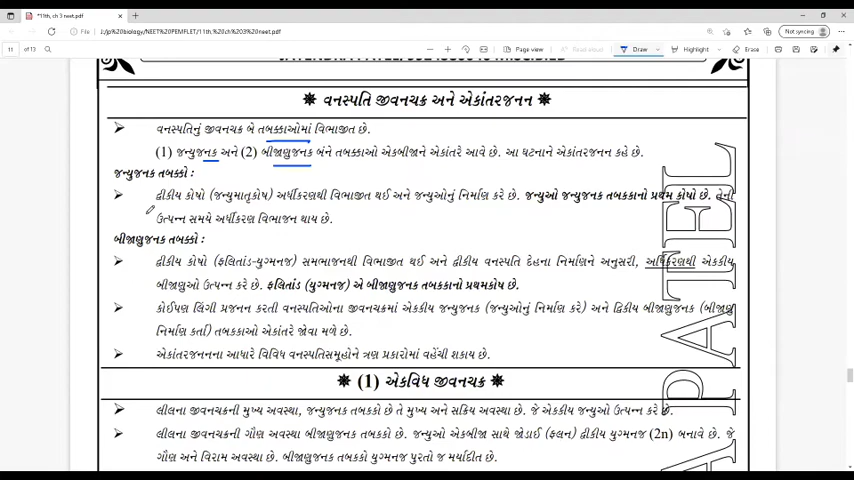 *11th, ch 3 neet.pdf
File
J:/p%20biology/NEET%20PEMFLET/11th,%20ch%203%20neet.pdf
Not syncing
11 of 13
Page view
Read aloud
Draw
Highlight
Erase
વનસ્પતિ જીવનચક્ર અને એકાંતરજનન
➢ વનસ્પતિનું જીવનચક્ર બે તબક્કાઓમાં વિભાજીત છે.
(1) જન્યુજનક અને (2) બીજાણુજનક બંને તબક્કાઓ એકબીજાને એકાંતરે આવે છે. આ ઘટનાને એકાંતરજનન કહે છે.
જન્યુજનક તબક્કો :
➢ દ્વીકીય કોષો (જન્યુમાતૃકોષ) અર્ધીકરણથી વિભાજીત થઈ અને જન્યુઓનું નિર્માણ કરે છે. જન્યુઓ જન્યુજનક તબકકાનો પ્રથમ કોષો છે. તેના
ઉત્પન્ન સમયે અર્ધીકરણ વિભાજન થાય છે.
બીજાણુજનક તબક્કો :
➢ દ્વીકીય કોષો (ફલિતાંડ-યુગ્મનજ) સમભાજનથી વિભાજીત થઈ અને દ્વીકીય વનસ્પતિ દેહના નિર્માણને અનુસરી, અર્ધિકરણથી એકકીય
બીજાણુઓ ઉત્પન્ન કરે છે. ફલિતાંડ (યુગ્મનજ) એ બીજાણુજનક તબકકાનો પ્રથમકોષ છે.
➢ કોઈપણ લિંગી પ્રજનન કરતી વનસ્પતિઓના જીવનચક્રમાં એકકીય જન્યુજનક (જન્યુઓનું નિર્માણ કરે) અને દ્વિકીય બીજાણુજનક (બીજાણુ
નિર્માણ કર્તા) તબકકાઓ એકાંતરે જોવા મળે છે.
➢ એકાંતરજનનના આધારે વિવિધ વનસ્પતિસમૂહોને ત્રણ પ્રકારોમાં વહેંચી શકાય છે.
(1) એકવિધ જીવનચક્ર
➢ લીલના જીવનચક્રની મુખ્ય અવસ્થા, જન્યુજનક તબક્કો છે તે મુખ્ય અને સક્રિય અવસ્થા છે. જે એકકીય જન્યુઓ ઉત્પન્ન કરે છે.
➢ લીલના જીવનચક્રની ગૌણ અવસ્થા બીજાણુજનક તબક્કો છે. જન્યુઓ એકબીજા સાથે જોડાઈ (ફલન) દ્વીકીય યુગ્મનજ (2n) બનાવે છે. જે
ગૌણ અને વિરામ અવસ્થા છે. બીજાણુજનક તબક્કો યુગ્મનજ પુરતો જ મર્યાદીત છે.
PATEL